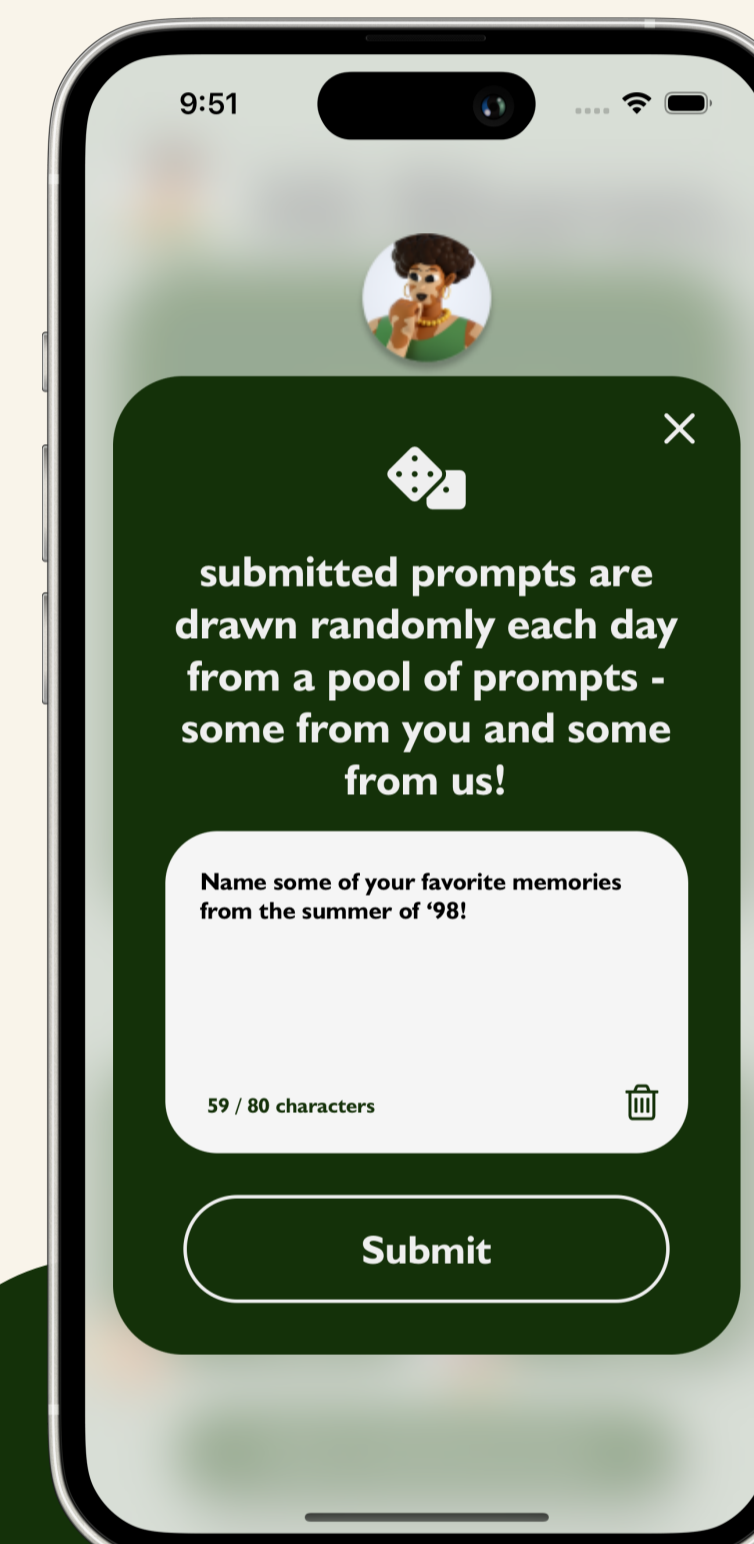 9:51
submitted prompts are
drawn randomly each day
from a pool of prompts -
some from you and some
from us!
Name some of your favorite memories
from the summer of ‘98!
59 / 80 characters
Submit